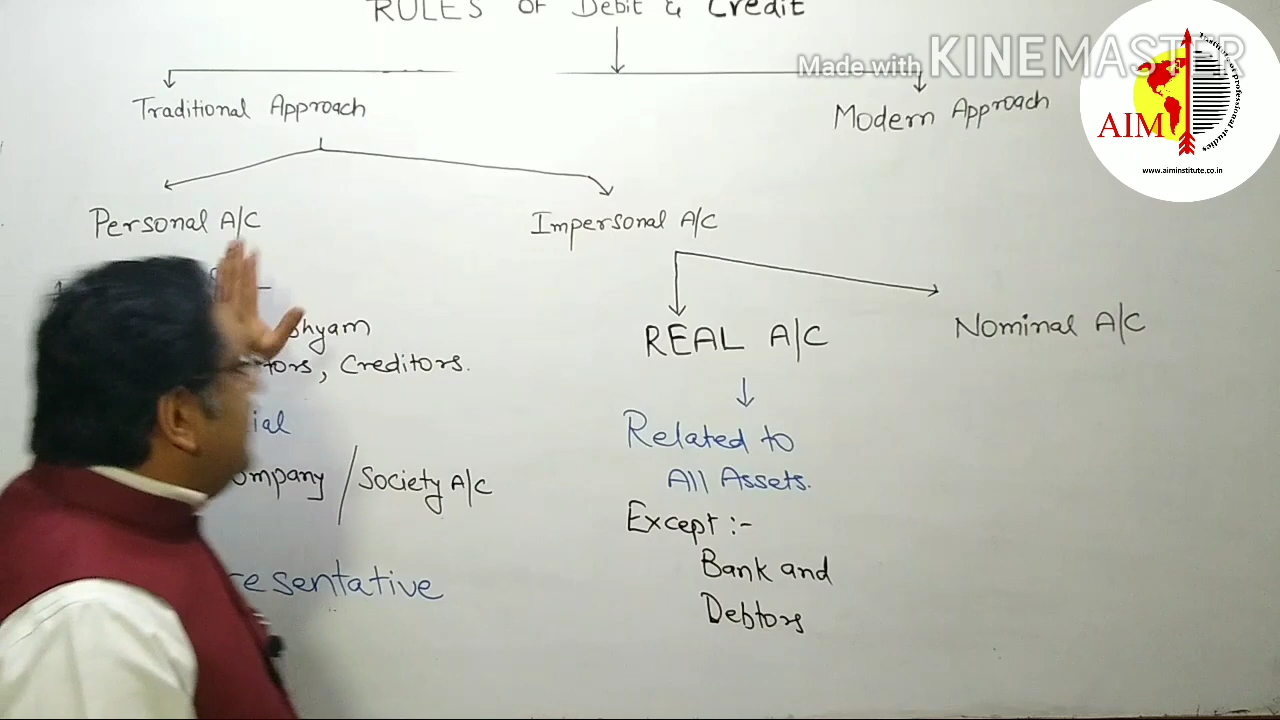 RULES OF Debit & Credit
Made with KINEMASTER
Traditional Approach
Modern Approach
AIM
www.aiminstitute.co.in
Personal A/C
Impersonal A/C
REAL A/C
Nominal A/C
Shyam
Creditors.
Related to
All Assets.
Society A/C
Except :-
Bank and
Debtors